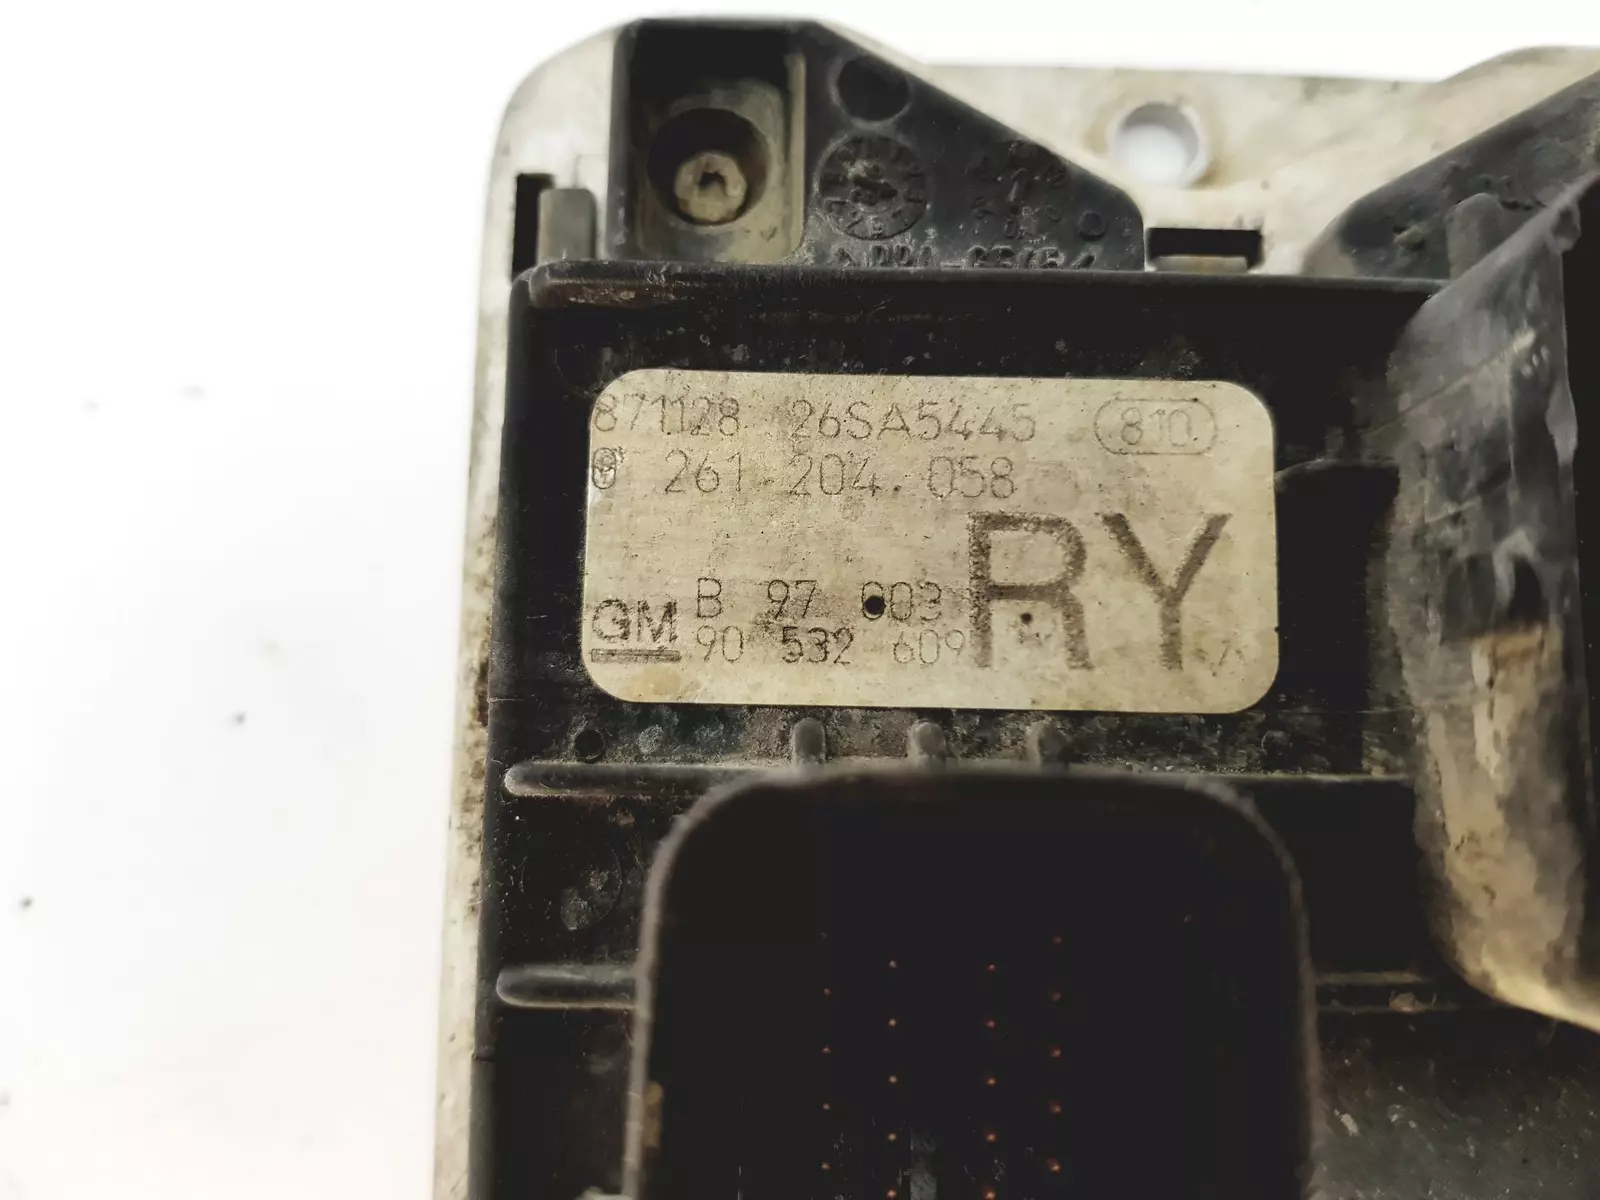 871128 26SA5445 810
0 261 204 058
RY
B 97 003
GM 90 532 609